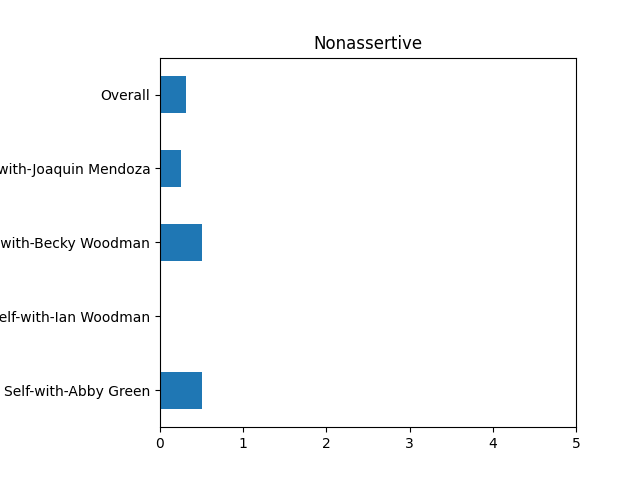 Nonassertive
Overall
with-Joaquin Mendoza
with-Becky Woodman
elf-with-Ian Woodman
Self-with-Abby Green
0 1 2 3 4 5